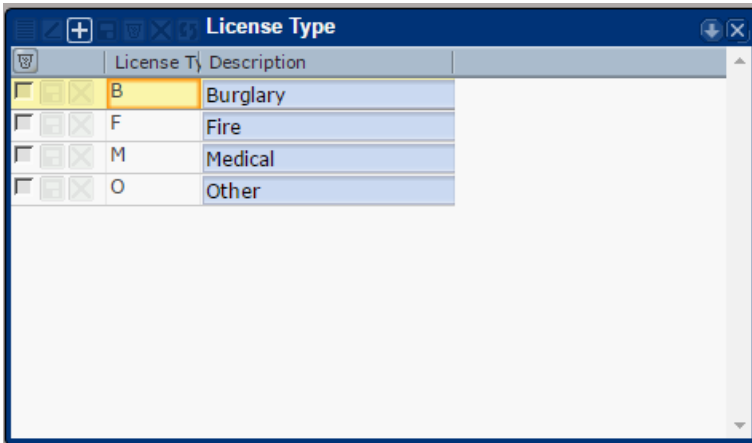 License Type
License Ty Description
B Burglary
F Fire
M Medical
O Other